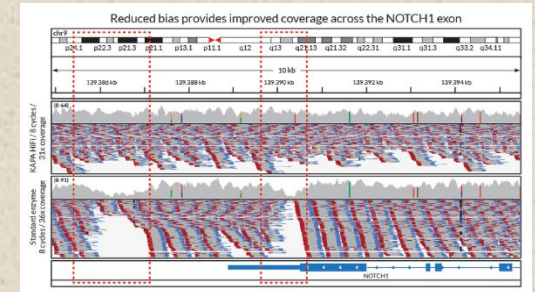 Reduced bias provides improved coverage across the NOTCH1 exon
chr9
p24.1 p22.3 p21.3 p21.1 p13.1 p11.1 q12 q13 q21.13 q21.32 q22.31 q31.1 q31.3 q33.2 q34.11
10 kb
139.386 kb 139.388 kb 139.390 kb 139.392 kb 139.394 kb
KAPA HiFi / 8 cycles /
31x coverage
[0-64]
Standard enzyme
8 cycles / 36x coverage
[0-91]
NOTCH1